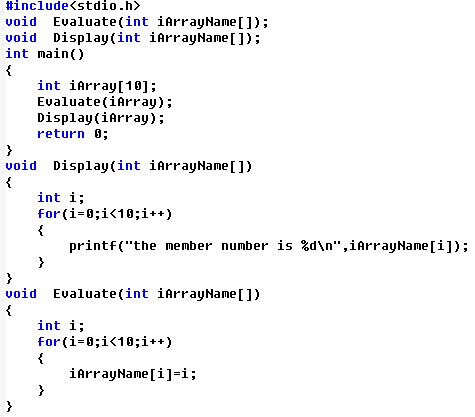 #include<stdio.h>
void  Evaluate(int iArrayName[]);
void  Display(int iArrayName[]);
int main()
{
    int iArray[10];
    Evaluate(iArray);
    Display(iArray);
    return 0;
}
void  Display(int iArrayName[])
{
    int i;
    for(i=0;i<10;i++)
    {
        printf("the member number is %d\n",iArrayName[i]);
    }
}
void  Evaluate(int iArrayName[])
{
    int i;
    for(i=0;i<10;i++)
    {
        iArrayName[i]=i;
    }
}